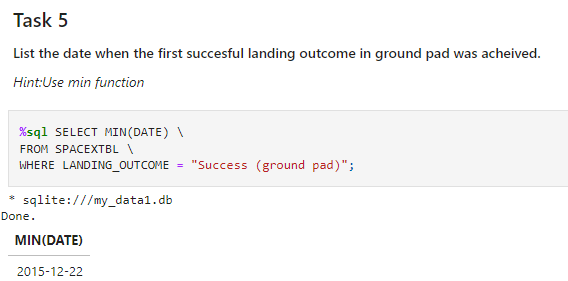 Task 5
List the date when the first succesful landing outcome in ground pad was acheived.
Hint:Use min function
%sql SELECT MIN(DATE) \
FROM SPACEXTBL \
WHERE LANDING_OUTCOME = "Success (ground pad)";
* sqlite:///my_data1.db
Done.
MIN(DATE)
2015-12-22